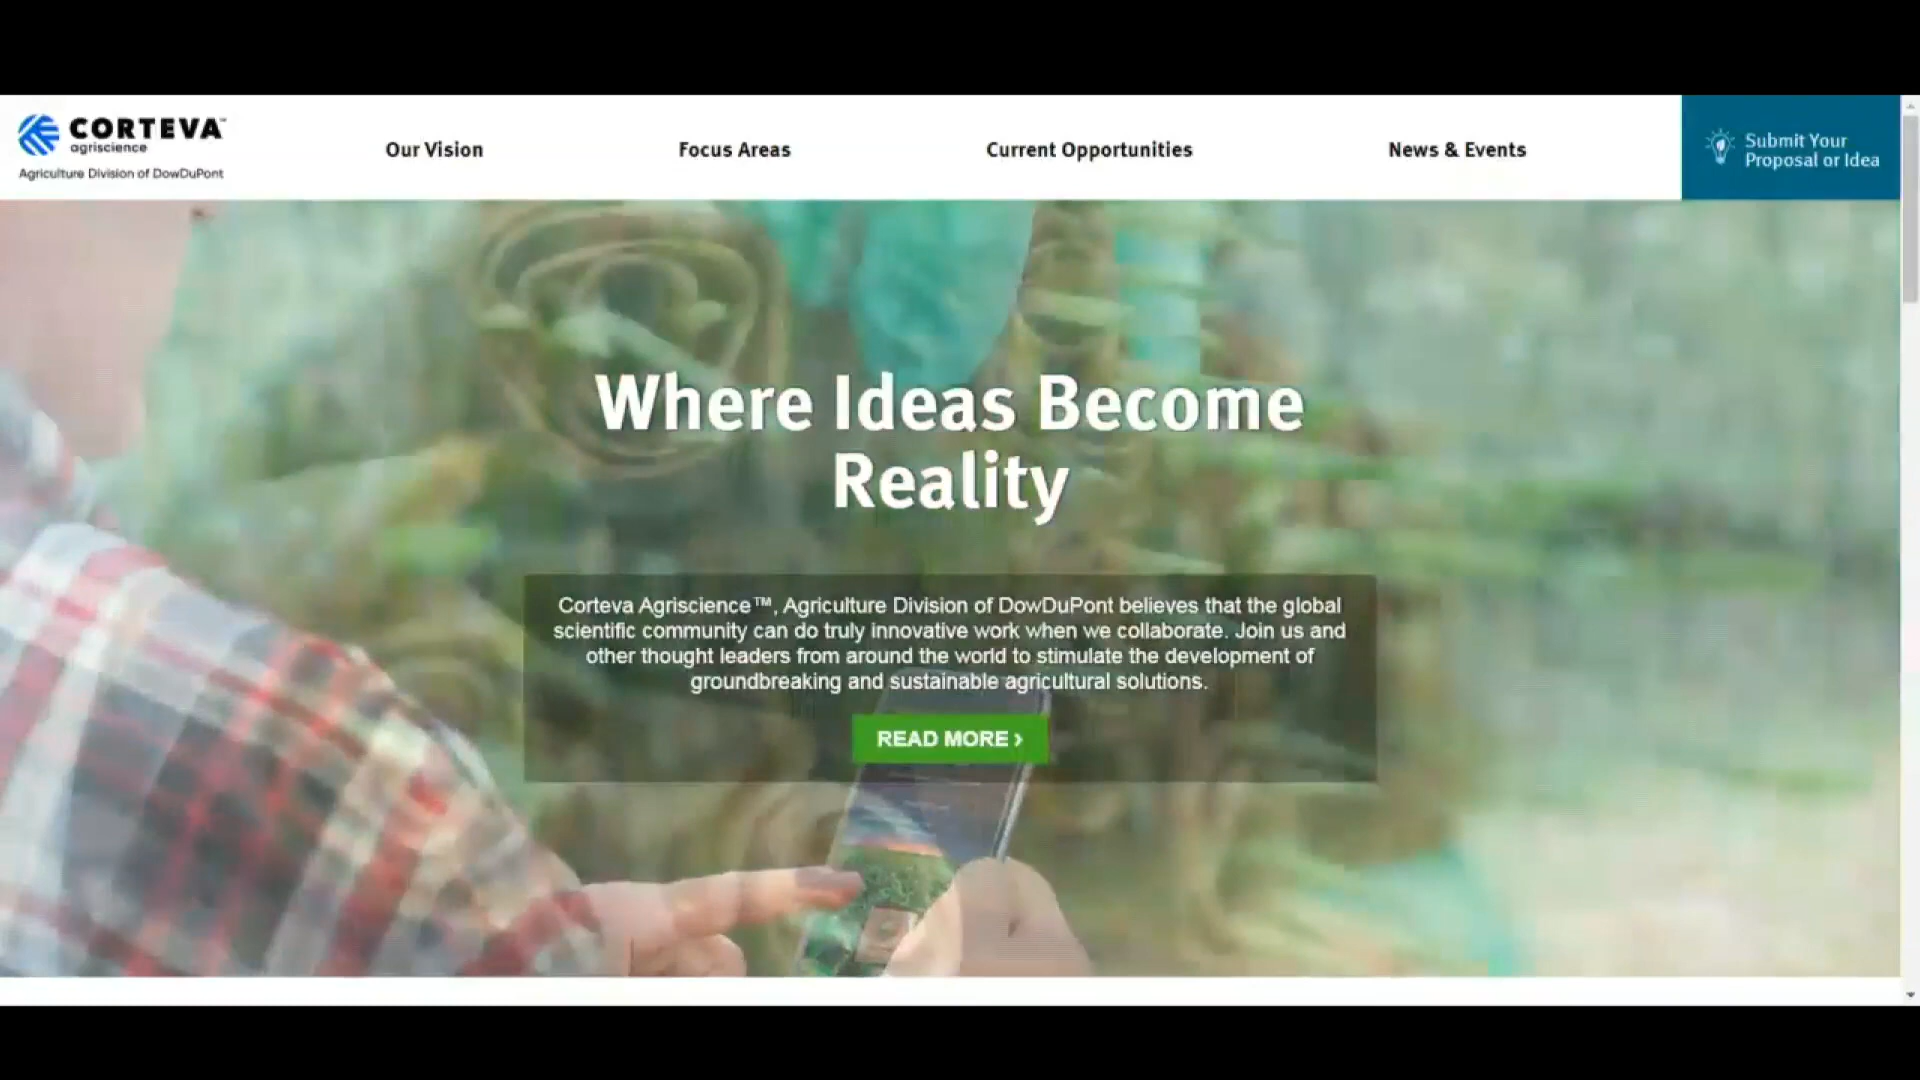 CORTEVA™
agriscience
Agriculture Division of DowDuPont
Our Vision
Focus Areas
Current Opportunities
News & Events
Submit Your
Proposal or Idea
Where Ideas Become
Reality
Corteva Agriscience™, Agriculture Division of DowDuPont believes that the global
scientific community can do truly innovative work when we collaborate. Join us and
other thought leaders from around the world to stimulate the development of
groundbreaking and sustainable agricultural solutions.
READ MORE ›